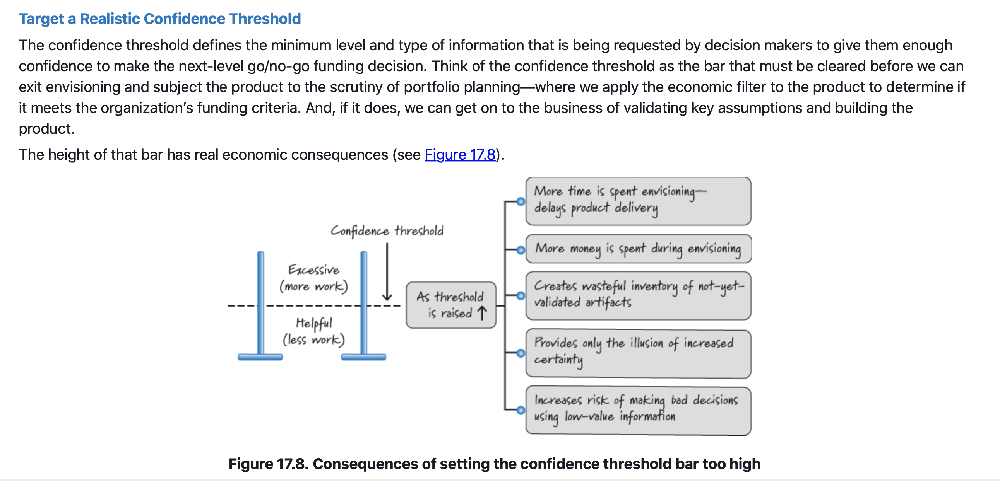 Target a Realistic Confidence Threshold
The confidence threshold defines the minimum level and type of information that is being requested by decision makers to give them enough
confidence to make the next-level go/no-go funding decision. Think of the confidence threshold as the bar that must be cleared before we can
exit envisioning and subject the product to the scrutiny of portfolio planning—where we apply the economic filter to the product to determine if
it meets the organization’s funding criteria. And, if it does, we can get on to the business of validating key assumptions and building the
product.
The height of that bar has real economic consequences (see Figure 17.8).
Confidence threshold
Excessive
(more work)
Helpful
(less work)
As threshold
is raised ↑
More time is spent envisioning—
delays product delivery
More money is spent during envisioning
Creates wasteful inventory of not-yet-
validated artifacts
Provides only the illusion of increased
certainty
Increases risk of making bad decisions
using low-value information
Figure 17.8. Consequences of setting the confidence threshold bar too high